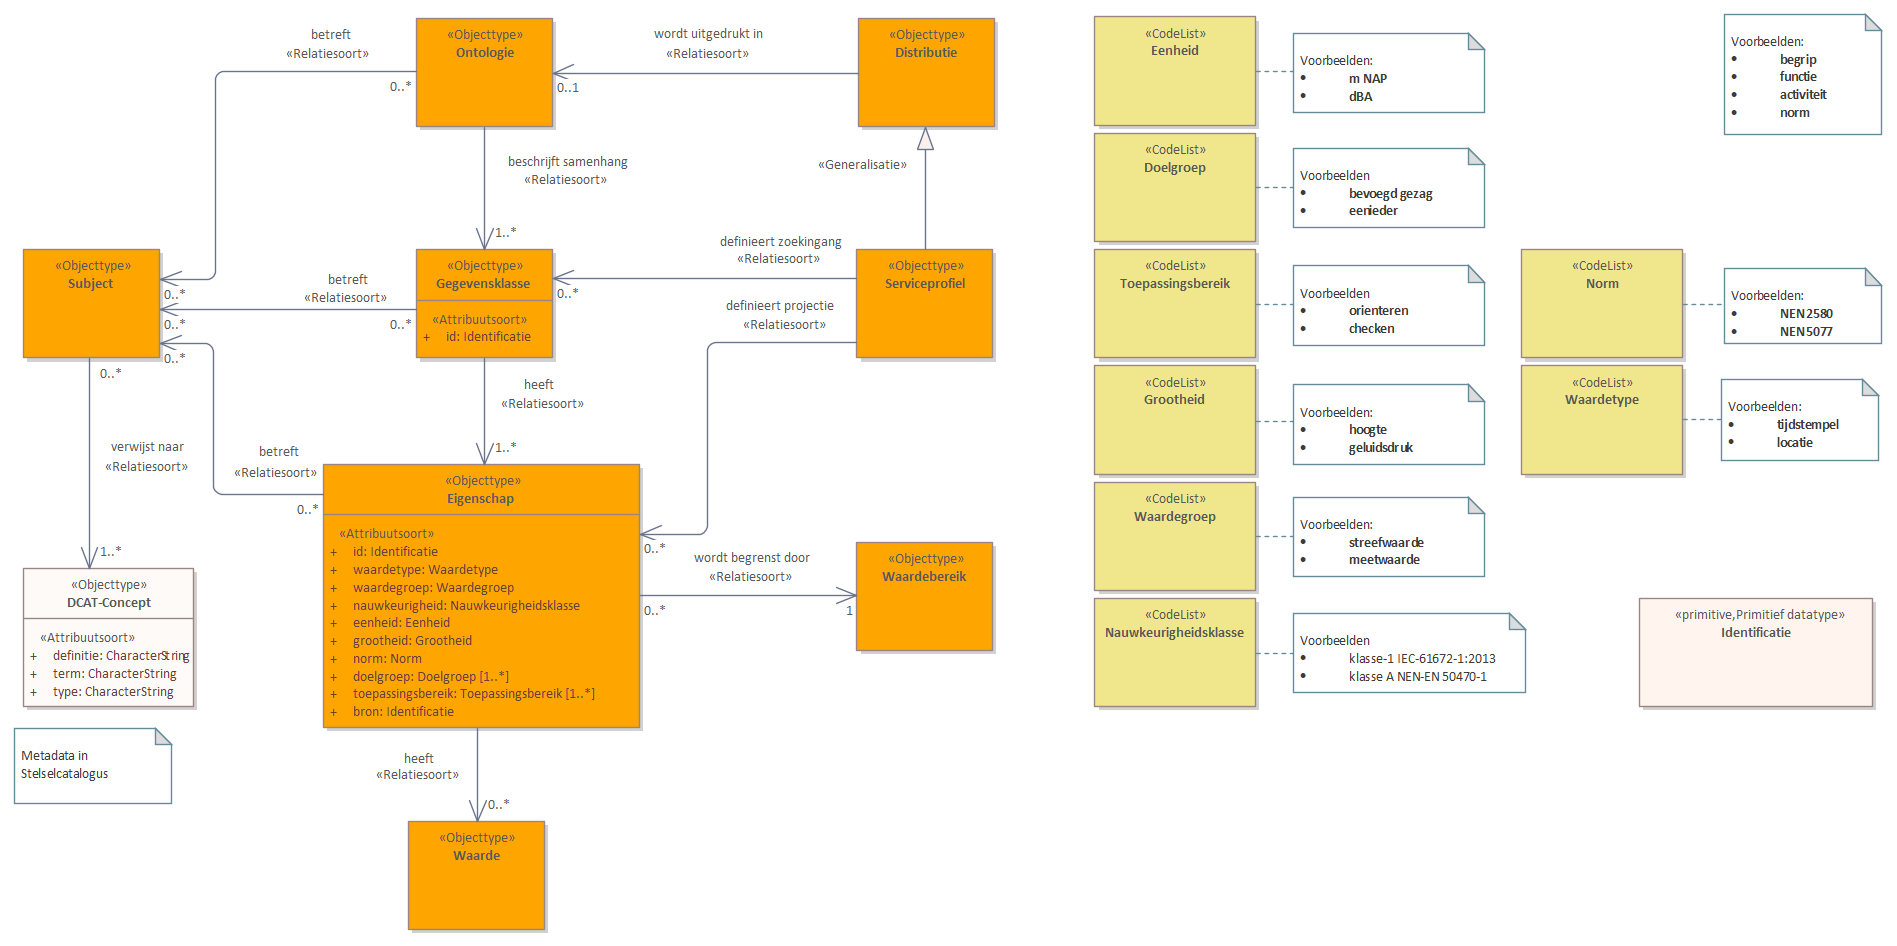 «Objecttype»
Ontologie
«Objecttype»
Distributie
betreft
«Relatiesoort»
0..*
0..*
wordt uitgedrukt in
«Relatiesoort»
0..1
beschrijft samenhang
«Relatiesoort»
1..*
«Generalisatie»
«Objecttype»
Subject
betreft
«Relatiesoort»
0..*
0..*
«Objecttype»
Gegevensklasse
«Attribuutsoort»
+ id: Identificatie
definieert zoekingang
«Relatiesoort»
0..*
definieert projectie
«Relatiesoort»
0..*
«Objecttype»
Serviceprofiel
0..*
verwijst naar
«Relatiesoort»
1..*
betreft
«Relatiesoort»
0..*
0..*
heeft
«Relatiesoort»
1..*
«Objecttype»
Eigenschap
«Attribuutsoort»
+ id: Identificatie
+ waardetype: Waardetype
+ waardegroep: Waardegroep
+ nauwkeurigheid: Nauwkeurigheidsklasse
+ eenheid: Eenheid
+ grootheid: Grootheid
+ norm: Norm
+ doelgroep: Doelgroep [1..*]
+ toepassingsbereik: Toepassingsbereik [1..*]
+ bron: Identificatie
wordt begrenst door
«Relatiesoort»
0..*
1
«Objecttype»
Waardebereik
«Objecttype»
DCAT-Concept
«Attribuutsoort»
+ definitie: CharacterString
+ term: CharacterString
+ type: CharacterString
Metadata in
Stelselcatalogus
heeft
«Relatiesoort»
0..*
«Objecttype»
Waarde
«CodeList»
Eenheid
Voorbeelden:
• m NAP
• dBA
«CodeList»
Doelgroep
Voorbeelden
• bevoegd gezag
• eenieder
«CodeList»
Toepassingsbereik
Voorbeelden
• orienteren
• checken
«CodeList»
Grootheid
Voorbeelden:
• hoogte
• geluidsdruk
«CodeList»
Waardegroep
Voorbeelden:
• streefwaarde
• meetwaarde
«CodeList»
Nauwkeurigheidsklasse
Voorbeelden
• klasse-1 IEC-61672-1:2013
• klasse A NEN-EN 50470-1
Voorbeelden:
• begrip
• functie
• activiteit
• norm
«CodeList»
Norm
Voorbeelden:
• NEN2580
• NEN5077
«CodeList»
Waardetype
Voorbeelden:
• tijdstempel
• locatie
«primitive,Primitief datatype»
Identificatie